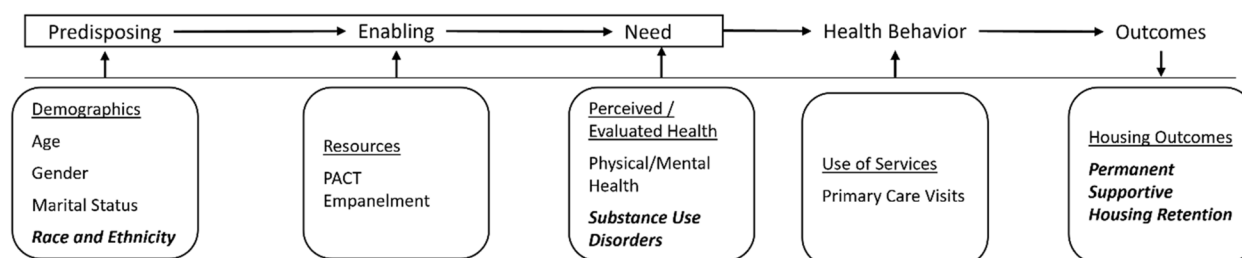 Predisposing
Enabling
Need
Health Behavior
Outcomes
Demographics
Age
Gender
Marital Status
Race and Ethnicity
Resources
PACT
Empanelment
Perceived /
Evaluated Health
Physical/Mental
Health
Substance Use
Disorders
Use of Services
Primary Care Visits
Housing Outcomes
Permanent
Supportive
Housing Retention